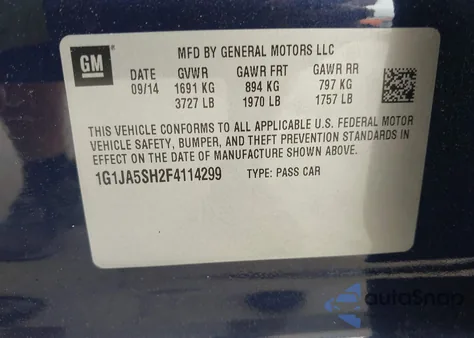 GM
MFD BY GENERAL MOTORS LLC
DATE GVWR GAWR FRT GAWR RR
09/14 1691 KG 894 KG 797 KG
3727 LB 1970 LB 1757 LB
THIS VEHICLE CONFORMS TO ALL APPLICABLE U.S. FEDERAL MOTOR
VEHICLE SAFETY, BUMPER, AND THEFT PREVENTION STANDARDS IN
EFFECT ON THE DATE OF MANUFACTURE SHOWN ABOVE.
1G1JA5SH2F4114299 TYPE: PASS CAR
autoSnap